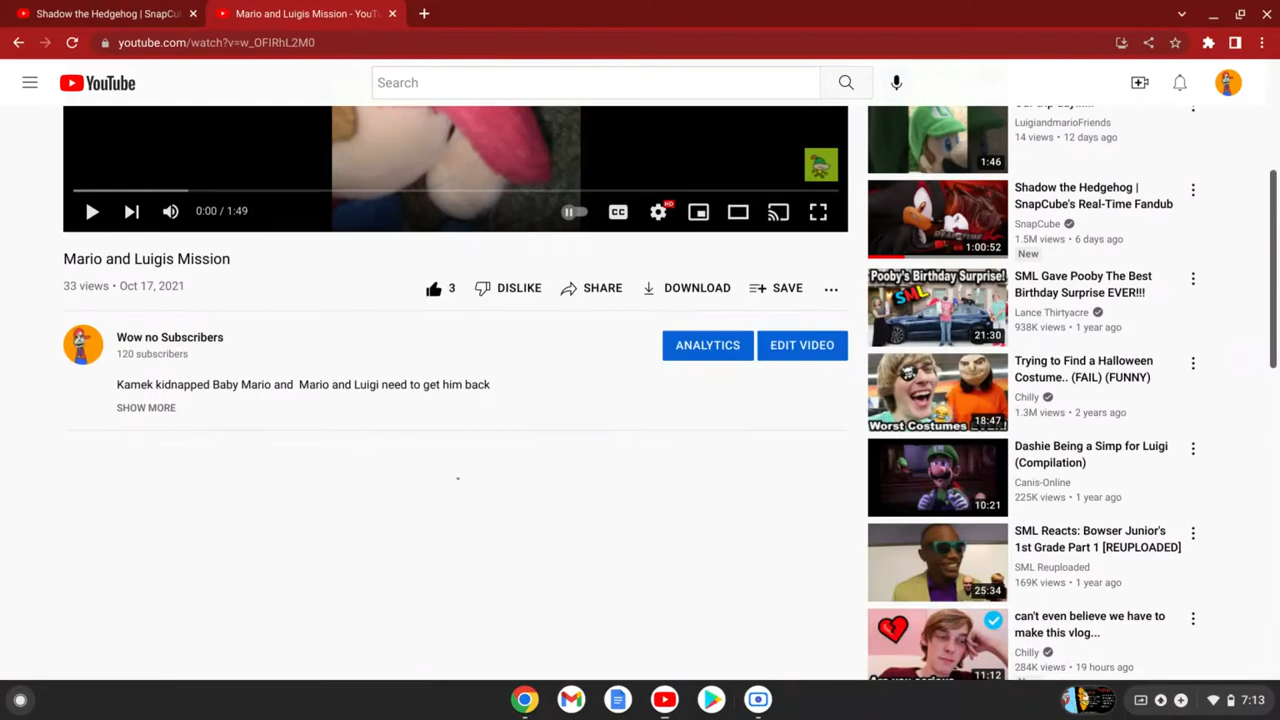 Shadow the Hedgehog | SnapCu
Mario and Luigis Mission - YouTu
youtube.com/watch?v=w_OFIRhL2M0
YouTube
Search
0:00 / 1:49
CC
HD
Mario and Luigis Mission
33 views • Oct 17, 2021
3
DISLIKE
SHARE
DOWNLOAD
SAVE
Wow no Subscribers
120 subscribers
ANALYTICS
EDIT VIDEO
Kamek kidnapped Baby Mario and Mario and Luigi need to get him back
SHOW MORE
LuigiandmarioFriends
14 views • 12 days ago
1:46
Shadow the Hedgehog |
SnapCube's Real-Time Fandub
SnapCube
1.5M views • 6 days ago
New
1:00:52
Pooby's Birthday Surprise!
SML
21:30
SML Gave Pooby The Best
Birthday Surprise EVER!!!
Lance Thirtyacre
938K views • 1 year ago
Worst Costumes EVER!
18:47
Trying to Find a Halloween
Costume.. (FAIL) (FUNNY)
Chilly
1.3M views • 2 years ago
10:21
Dashie Being a Simp for Luigi
(Compilation)
Canis-Online
225K views • 1 year ago
25:34
SML Reacts: Bowser Junior's
1st Grade Part 1 [REUPLOADED]
SML Reuploaded
169K views • 1 year ago
11:12
can't even believe we have to
make this vlog...
Chilly
284K views • 19 hours ago
7:13